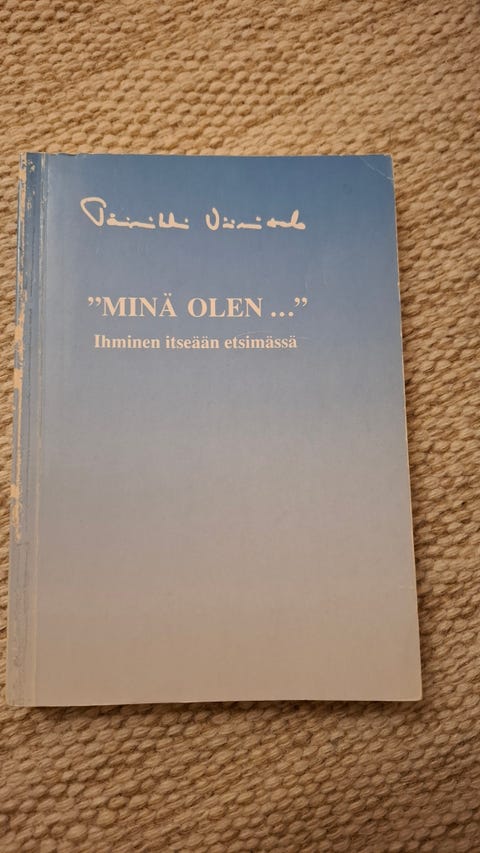 ”MINÄ OLEN ...”
Ihminen itseään etsimässä